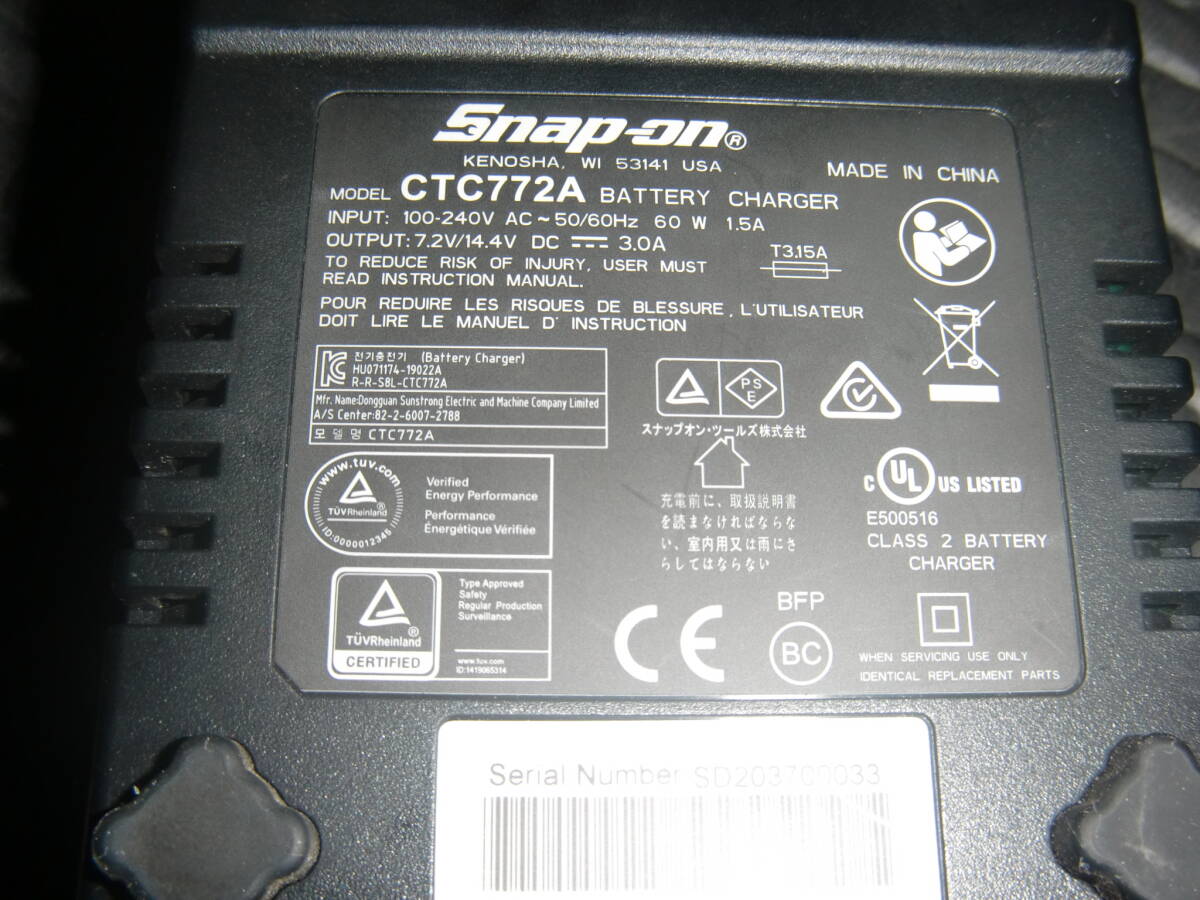 Snap-on®
KENOSHA, WI 53141 USA
MADE IN CHINA
MODEL CTC772A BATTERY CHARGER
INPUT: 100-240V AC ~ 50/60Hz 60 W 1.5A
OUTPUT: 7.2V/14.4V DC ⎓ 3.0A
T3.15A
TO REDUCE RISK OF INJURY, USER MUST
READ INSTRUCTION MANUAL.
POUR REDUIRE LES RISQUES DE BLESSURE, L'UTILISATEUR
DOIT LIRE LE MANUEL D' INSTRUCTION
전기충전기 (Battery Charger)
HU071174-19022A
R-R-SBL-CTC772A
Mfr. Name:Dongguan Sunstrong Electric and Machine Company Limited
A/S Center:82-2-6007-2788
모 델 명 CTC772A
PS
E
スナップオン・ツールズ株式会社
充電前に、取扱説明書
を読まなければならな
い、室内用又は雨にさ
らしてはならない
www.tuv.com
TÜVRheinland®
ID:0000012345
Verified
Energy Performance
Performance
Énergétique Vérifiée
C UL US LISTED
E500516
CLASS 2 BATTERY
CHARGER
TÜVRheinland®
CERTIFIED
Type Approved
Safety
Regular Production
Surveillance
www.tuv.com
ID:1419065314
CE
BFP
BC
WHEN SERVICING USE ONLY
IDENTICAL REPLACEMENT PARTS
Serial Number SD203700033